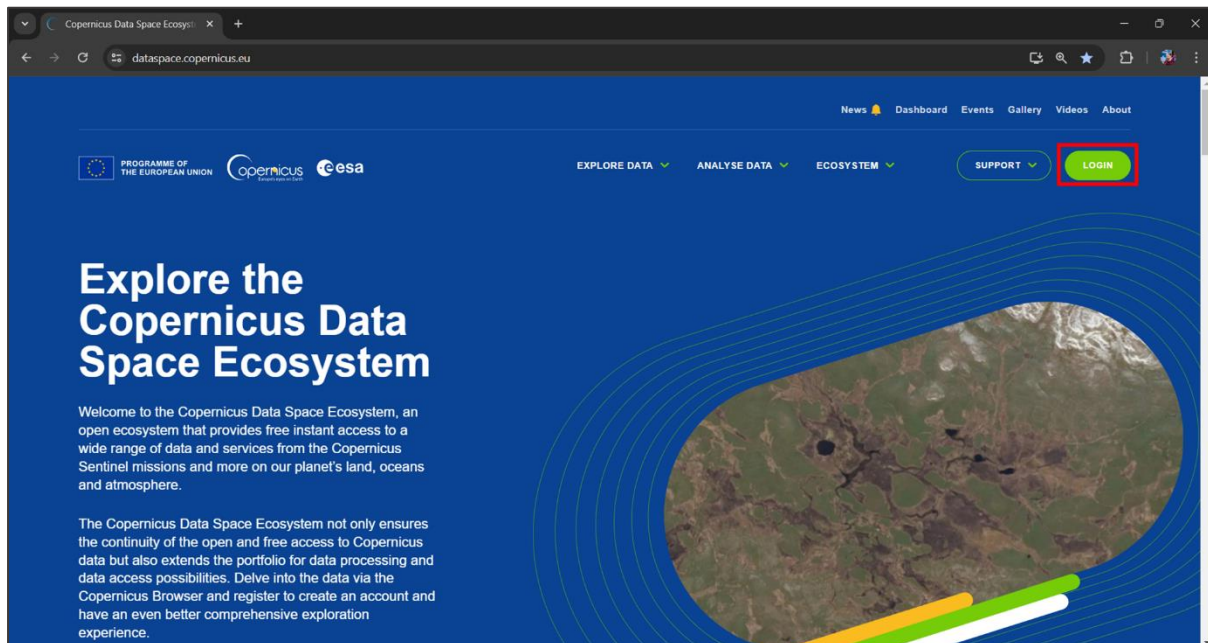 Copernicus Data Space Ecosyst
dataspace.copernicus.eu
News Dashboard Events Gallery Videos About
PROGRAMME OF
THE EUROPEAN UNION
opernicus
Europe's eyes on Earth
esa
EXPLORE DATA ANALYSE DATA ECOSYSTEM SUPPORT LOGIN
Explore the
Copernicus Data
Space Ecosystem
Welcome to the Copernicus Data Space Ecosystem, an
open ecosystem that provides free instant access to a
wide range of data and services from the Copernicus
Sentinel missions and more on our planet's land, oceans
and atmosphere.
The Copernicus Data Space Ecosystem not only ensures
the continuity of the open and free access to Copernicus
data but also extends the portfolio for data processing and
data access possibilities. Delve into the data via the
Copernicus Browser and register to create an account and
have an even better comprehensive exploration
experience.